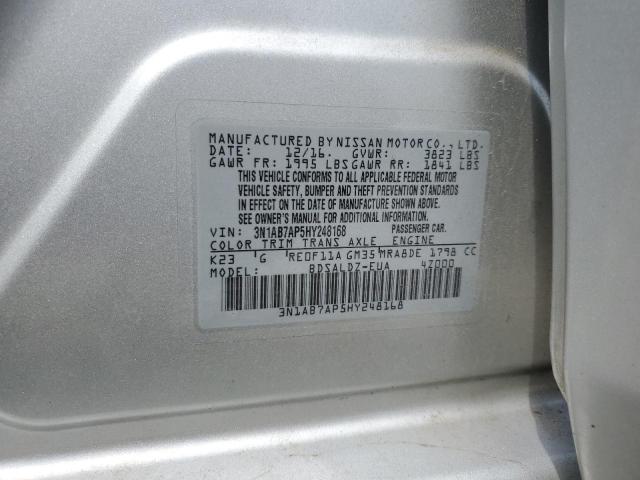 MANUFACTURED BY NISSAN MOTOR CO., LTD.
DATE: 12/16. GVWR: 3823 LBS
GAWR FR: 1995 LBS GAWR RR: 1841 LBS
THIS VEHICLE CONFORMS TO ALL APPLICABLE FEDERAL MOTOR
VEHICLE SAFETY, BUMPER AND THEFT PREVENTION STANDARDS
IN EFFECT ON THE DATE OF MANUFACTURE SHOWN ABOVE.
SEE OWNER'S MANUAL FOR ADDITIONAL INFORMATION.
VIN: 3N1AB7AP5HY248168 PASSENGER CAR.
COLOR TRIM TRANS AXLE ENGINE
K23 G RE0F11A GM35 MRA8DE 1798 CC
MODEL: BDSALDZ-EUA 4Z000
3N1AB7AP5HY248168